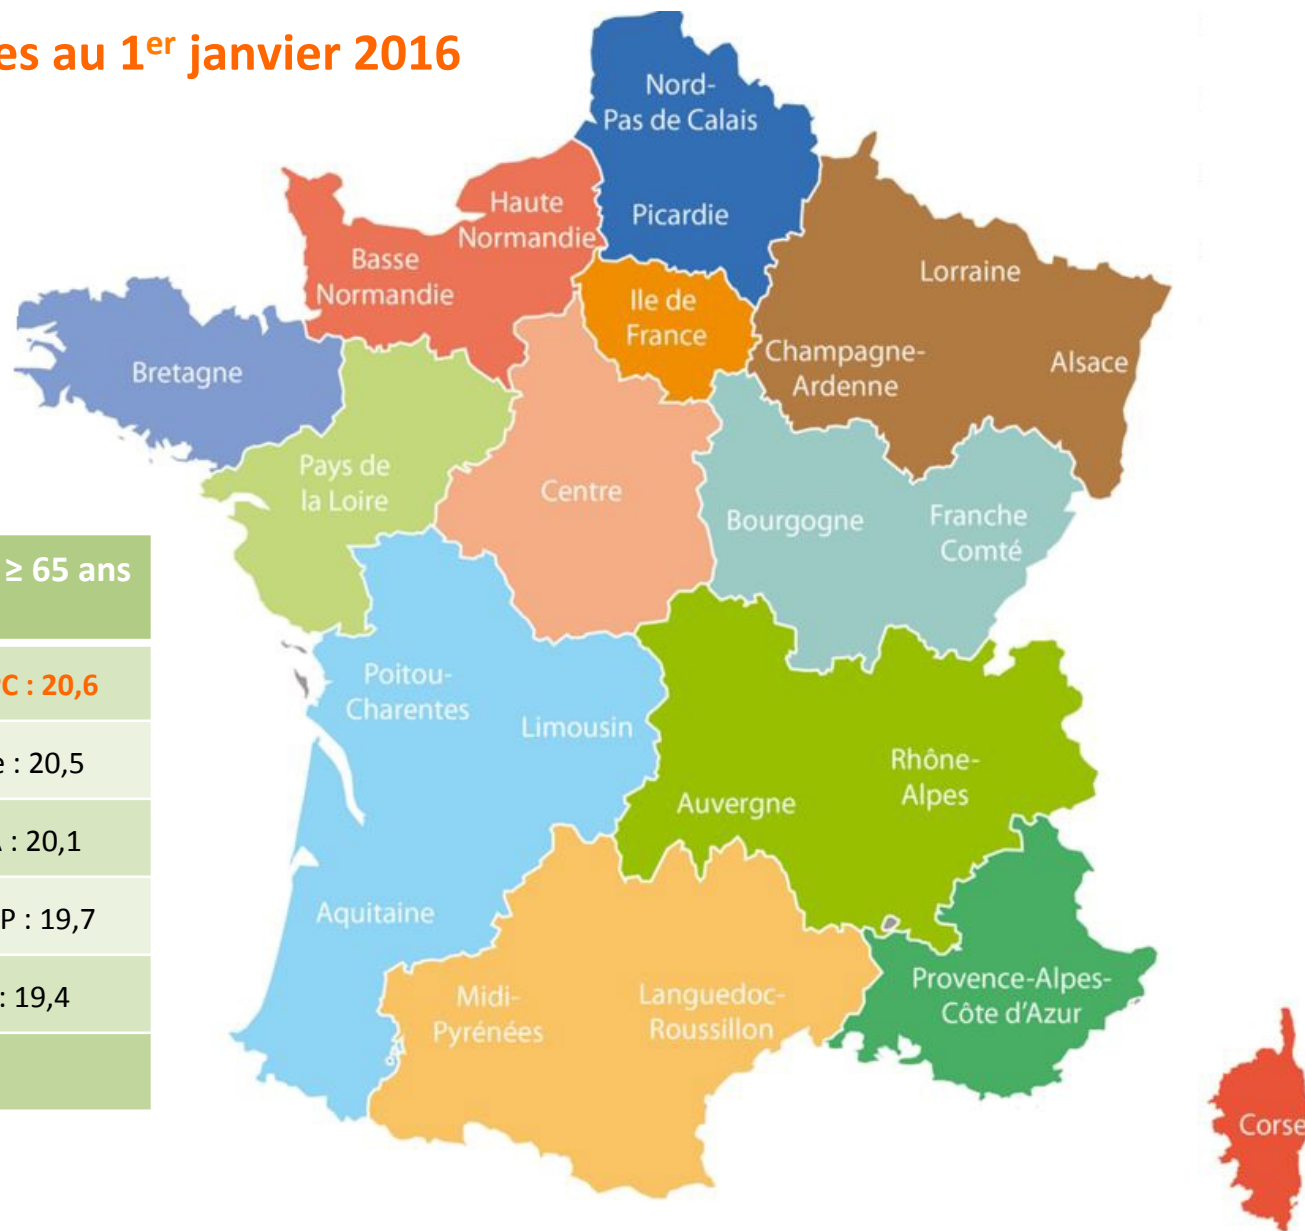 es au 1er janvier 2016
Nord-
Pas de Calais
Picardie
Haute
Normandie
Basse
Normandie
Lorraine
Ile de
France
Champagne-
Ardenne
Alsace
Bretagne
Pays de
la Loire
Centre
Bourgogne
Franche
Comté
≥ 65 ans
C : 20,6
e : 20,5
A : 20,1
P : 19,7
: 19,4
Poitou-
Charentes
Limousin
Auvergne
Rhône-
Alpes
Aquitaine
Midi-
Pyrénées
Languedoc-
Roussillon
Provence-Alpes-
Côte d'Azur
Corse